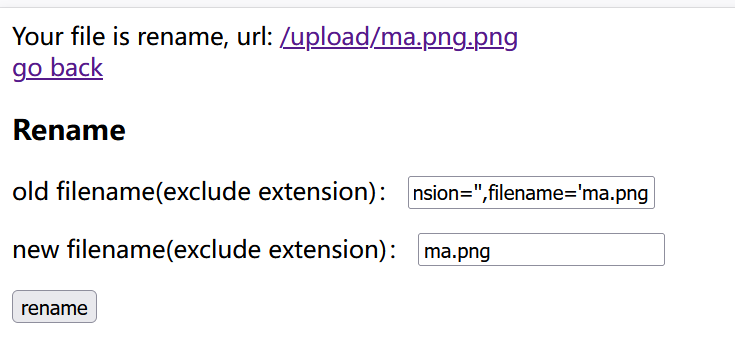 Your file is rename, url: /upload/ma.png.png
go back
Rename
old filename(exclude extension): nsion='',filename='ma.png
new filename(exclude extension): ma.png
rename